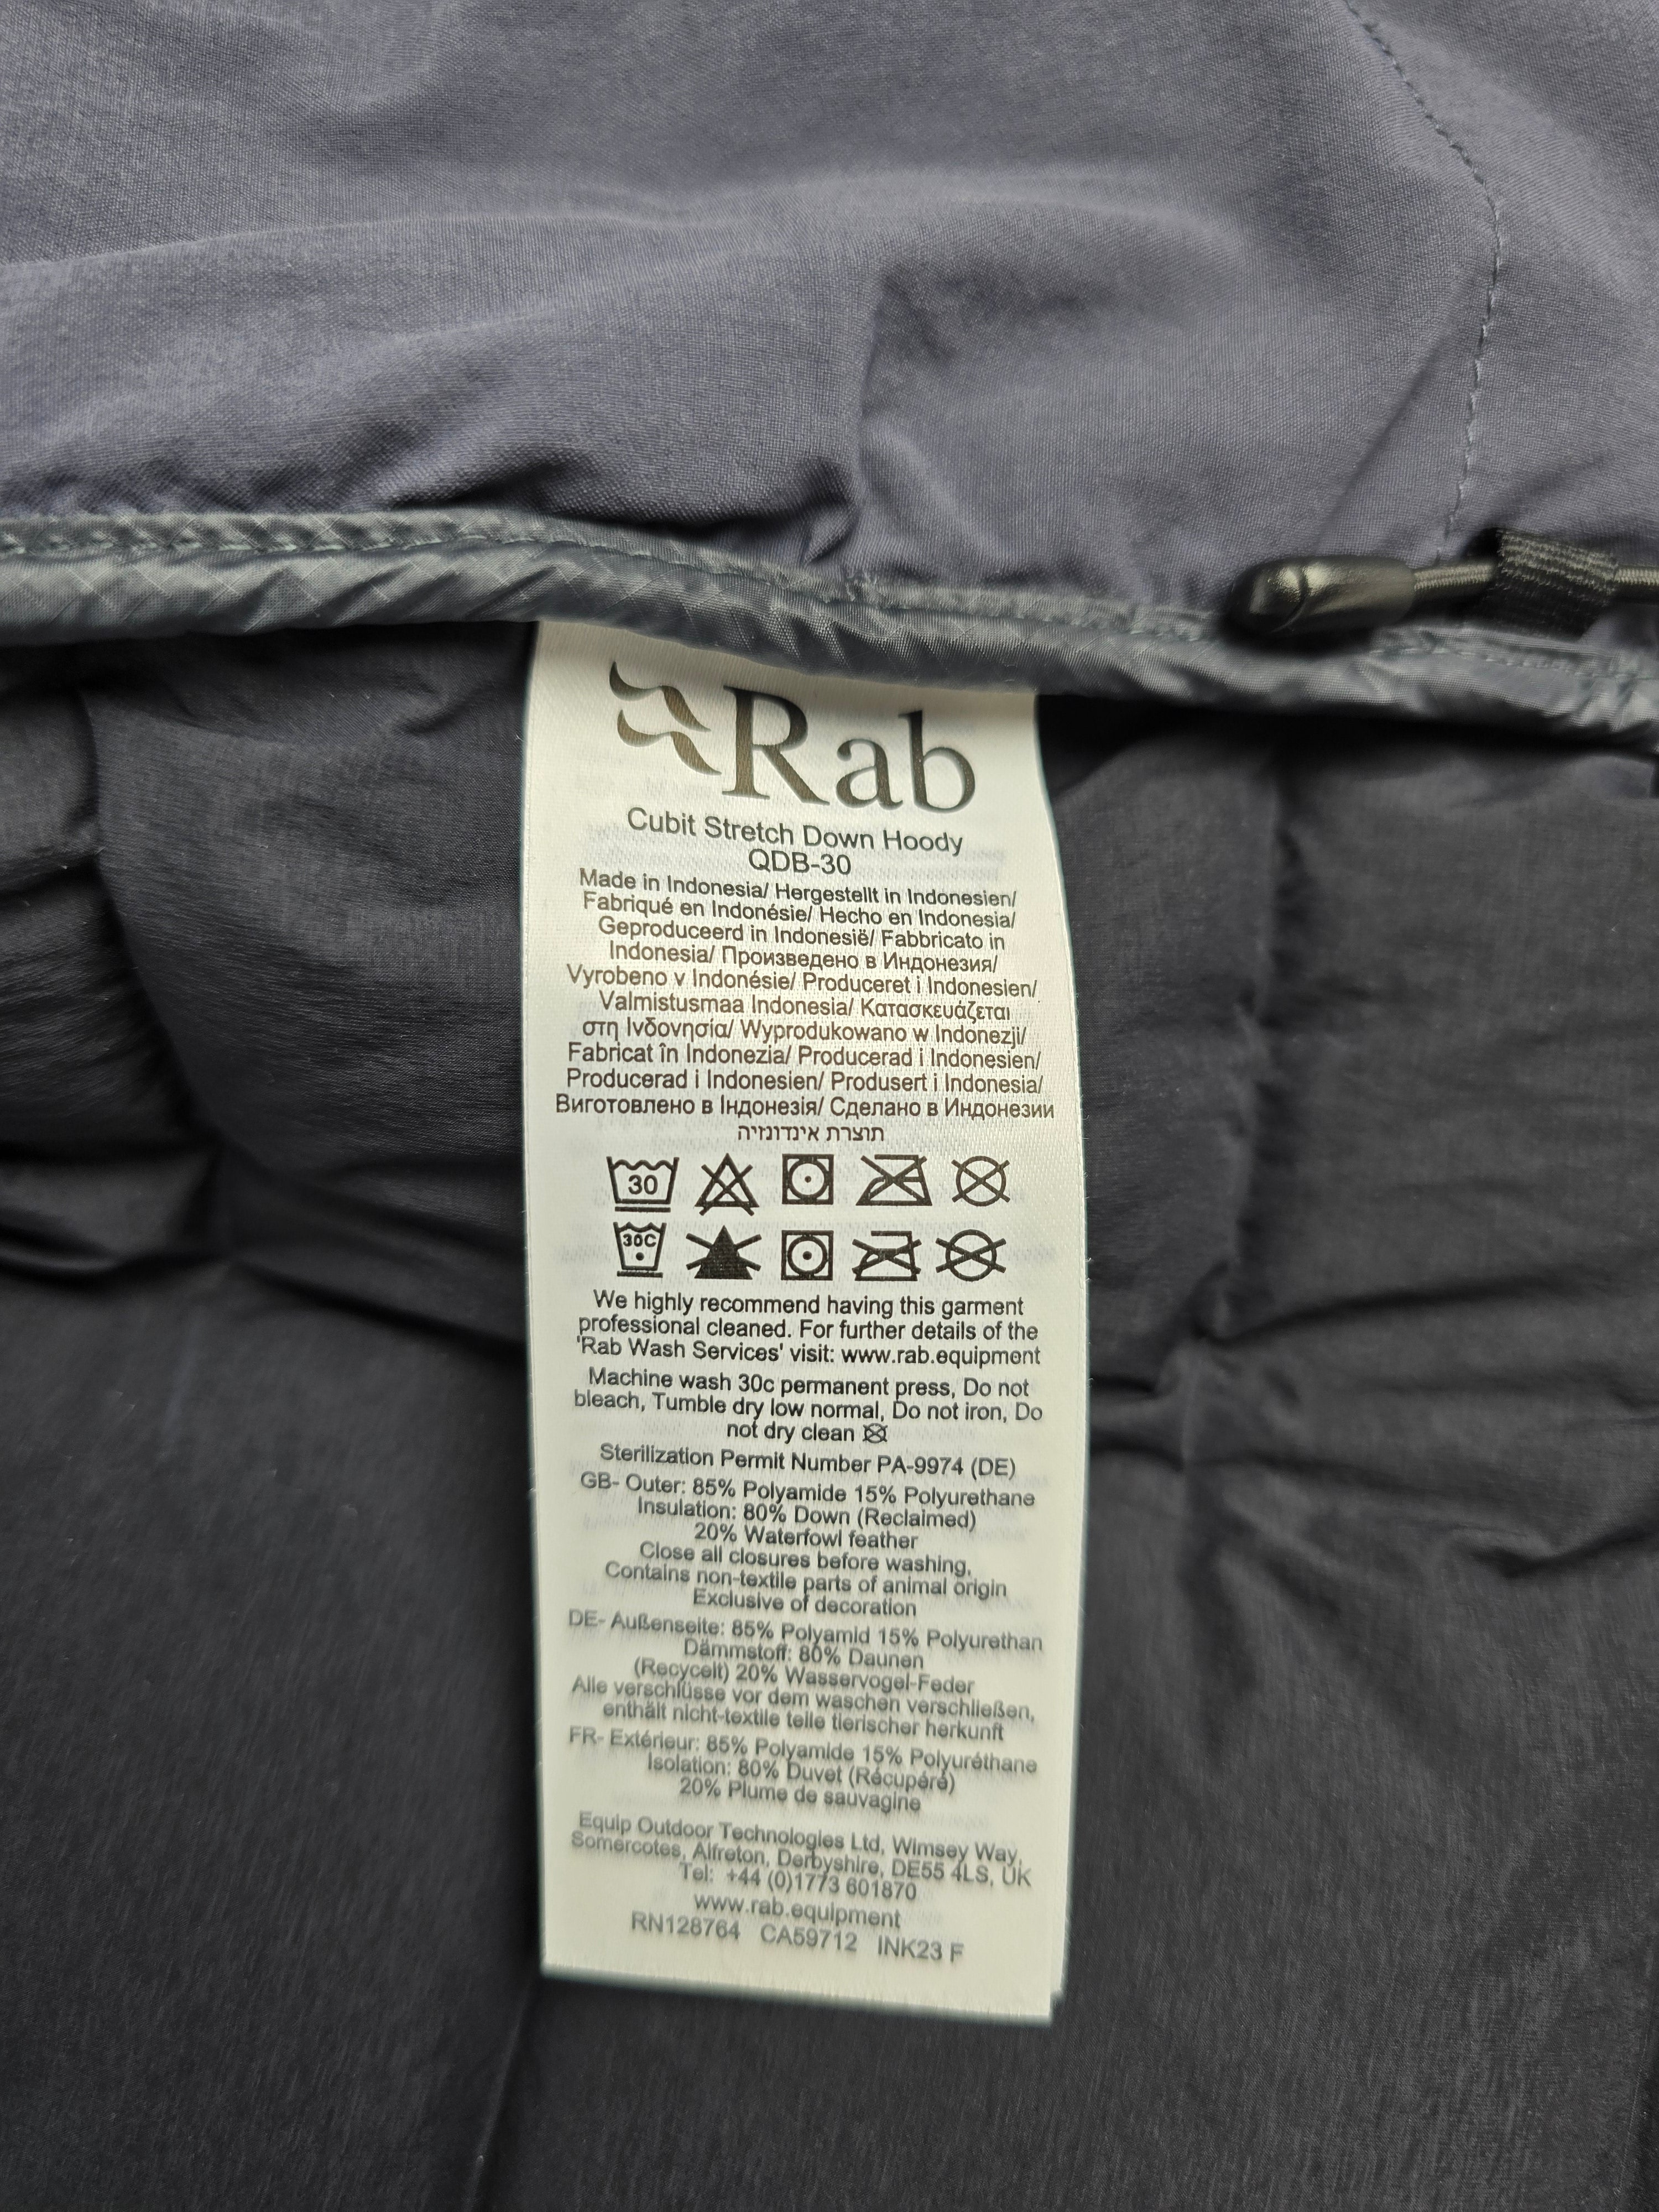 Rab
Cubit Stretch Down Hoody
QDB-30
Made in Indonesia/ Hergestellt in Indonesien/
Fabriqué en Indonésie/ Hecho en Indonesia/
Geproduceerd in Indonesië/ Fabbricato in
Indonesia/ Произведено в Индонезия/
Vyrobeno v Indonésie/ Produceret i Indonesien/
Valmistusmaa Indonesia/ Κατασκευάζεται
στη Ινδονησία/ Wyprodukowano w Indonezji/
Fabricat în Indonezia/ Producerad i Indonesien/
Producerad i Indonesien/ Produsert i Indonesia/
Виготовлено в Індонезія/ Сделано в Индонезии
תוצרת אינדונזיה
30
30C
We highly recommend having this garment
professional cleaned. For further details of the
'Rab Wash Services' visit: www.rab.equipment
Machine wash 30c permanent press, Do not
bleach, Tumble dry low normal, Do not iron, Do
not dry clean
Sterilization Permit Number PA-9974 (DE)
GB- Outer: 85% Polyamide 15% Polyurethane
Insulation: 80% Down (Reclaimed)
20% Waterfowl feather
Close all closures before washing,
Contains non-textile parts of animal origin
Exclusive of decoration
DE- Außenseite: 85% Polyamid 15% Polyurethan
Dämmstoff: 80% Daunen
(Recycelt) 20% Wasservogel-Feder
Alle verschlüsse vor dem waschen verschließen,
enthält nicht-textile teile tierischer herkunft
FR- Extérieur: 85% Polyamide 15% Polyuréthane
Isolation: 80% Duvet (Récupéré)
20% Plume de sauvagine
Equip Outdoor Technologies Ltd, Wimsey Way,
Somercotes, Alfreton, Derbyshire, DE55 4LS, UK
Tel: +44 (0)1773 601870
www.rab.equipment
RN128764 CA59712 INK23 F